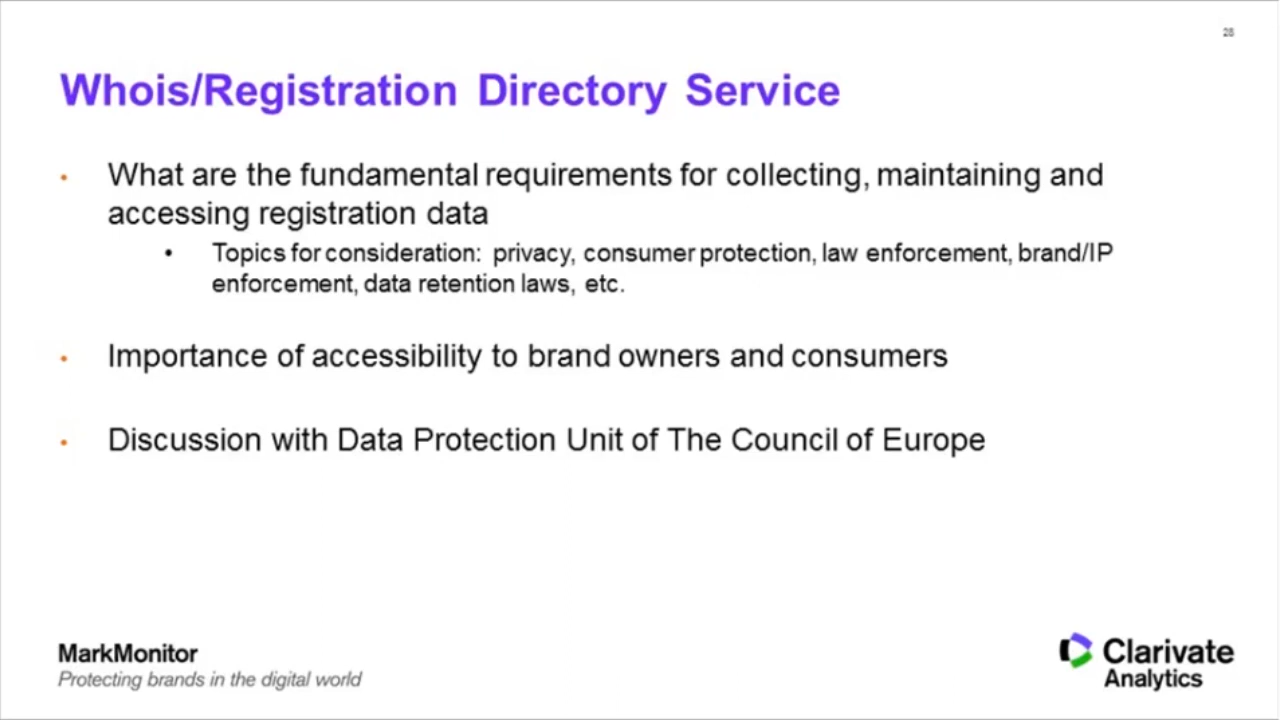 28
Whois/Registration Directory Service
• What are the fundamental requirements for collecting, maintaining and
accessing registration data
• Topics for consideration: privacy, consumer protection, law enforcement, brand/IP
enforcement, data retention laws, etc.
• Importance of accessibility to brand owners and consumers
• Discussion with Data Protection Unit of The Council of Europe
MarkMonitor
Protecting brands in the digital world
Clarivate
Analytics